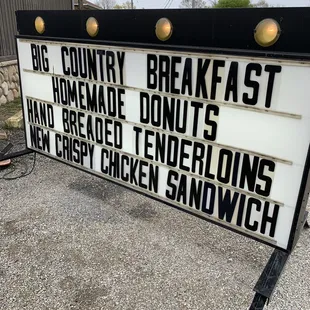 BIG COUNTRY BREAKFAST
HOMEMADE DONUTS
HAND BREADED TENDERLOINS
NEW CRISPY CHICKEN SANDWICH